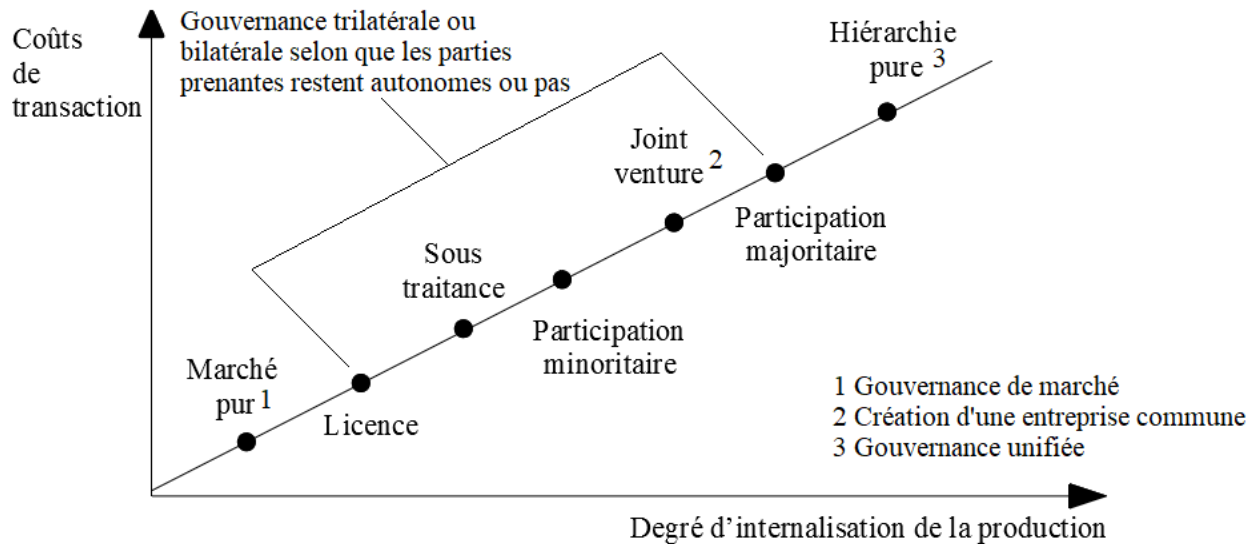 Coûts
de
transaction
Gouvernance trilatérale ou
bilatérale selon que les parties
prenantes restent autonomes ou pas
Hiérarchie
pure 3
Joint
venture 2
Participation
majoritaire
Sous
traitance
Participation
minoritaire
Marché
pur 1
Licence
1 Gouvernance de marché
2 Création d'une entreprise commune
3 Gouvernance unifiée
Degré d’internalisation de la production